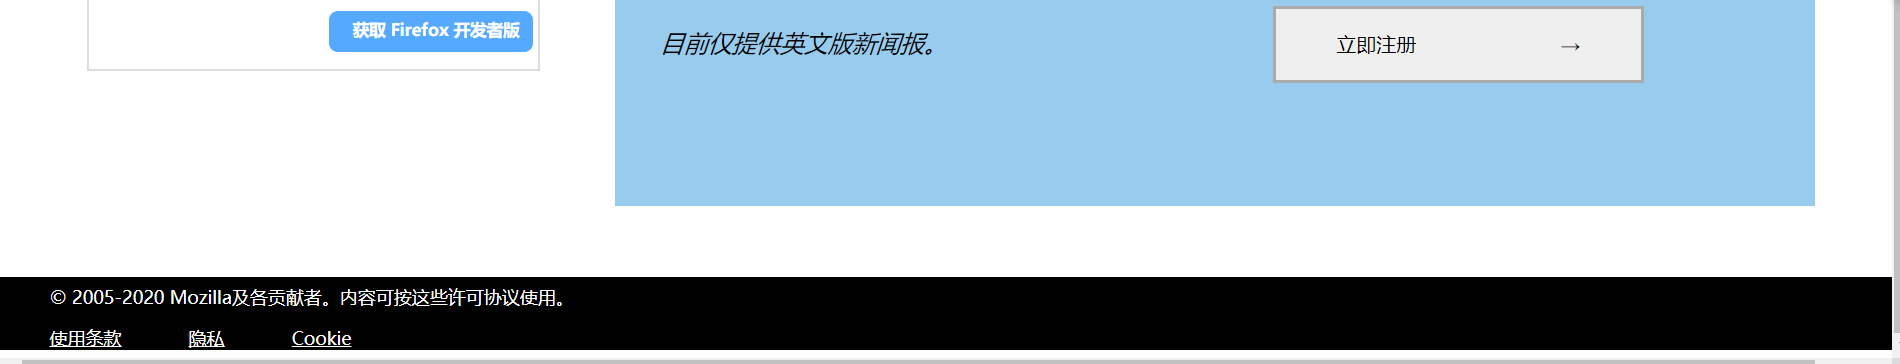 获取 Firefox 开发者版
目前仅提供英文版新闻报。
立即注册 →
© 2005-2020 Mozilla及各贡献者。内容可按这些许可协议使用。
使用条款 隐私 Cookie